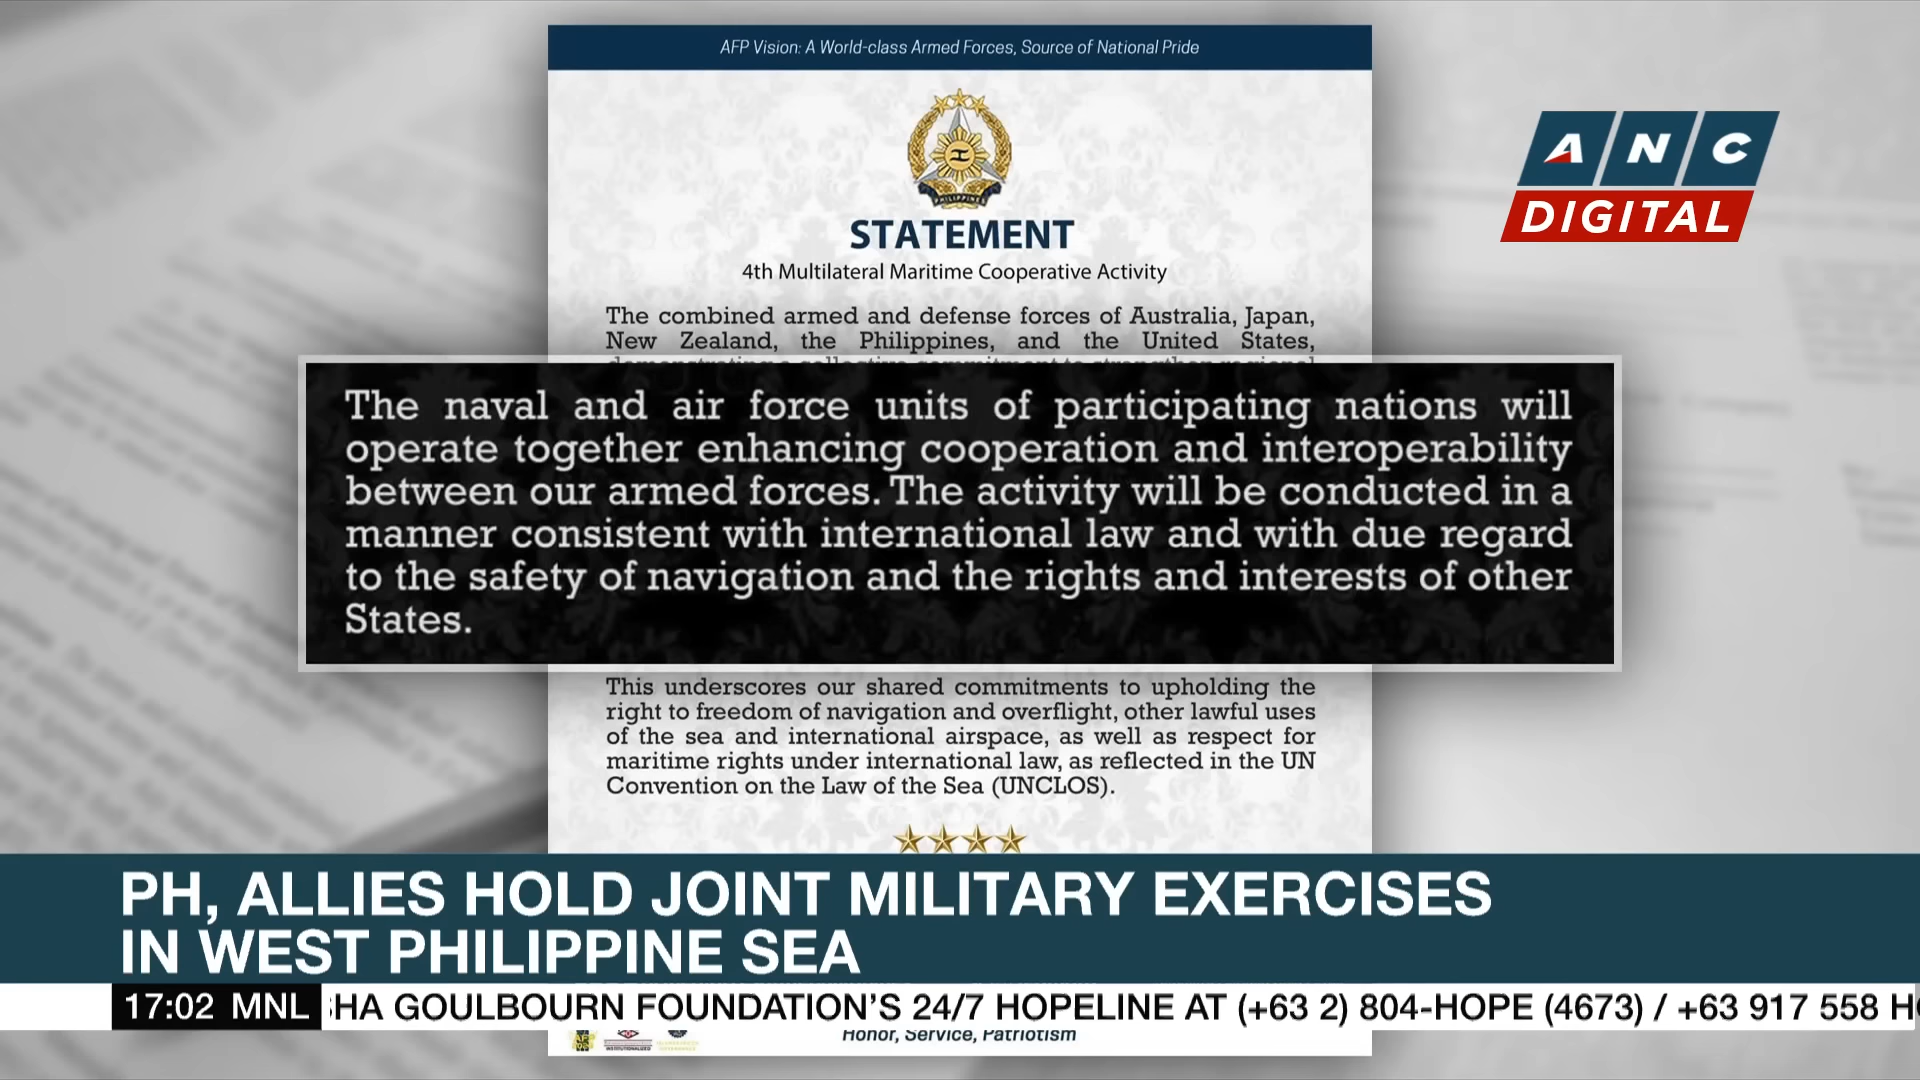 AFP Vision: A World-class Armed Forces, Source of National Pride
PHILIPPINES
STATEMENT
4th Multilateral Maritime Cooperative Activity
ANC
DIGITAL
The combined armed and defense forces of Australia, Japan,
New Zealand, the Philippines, and the United States,
demonstrating a collective commitment to strengthen regional
The naval and air force units of participating nations will
operate together enhancing cooperation and interoperability
between our armed forces. The activity will be conducted in a
manner consistent with international law and with due regard
to the safety of navigation and the rights and interests of other
States.
This underscores our shared commitments to upholding the
right to freedom of navigation and overflight, other lawful uses
of the sea and international airspace, as well as respect for
maritime rights under international law, as reflected in the UN
Convention on the Law of the Sea (UNCLOS).
PH, ALLIES HOLD JOINT MILITARY EXERCISES
IN WEST PHILIPPINE SEA
17:02 MNL HA GOULBOURN FOUNDATION'S 24/7 HOPELINE AT (+63 2) 804-HOPE (4673) / +63 917 558 H
Honor, Service, Patriotism